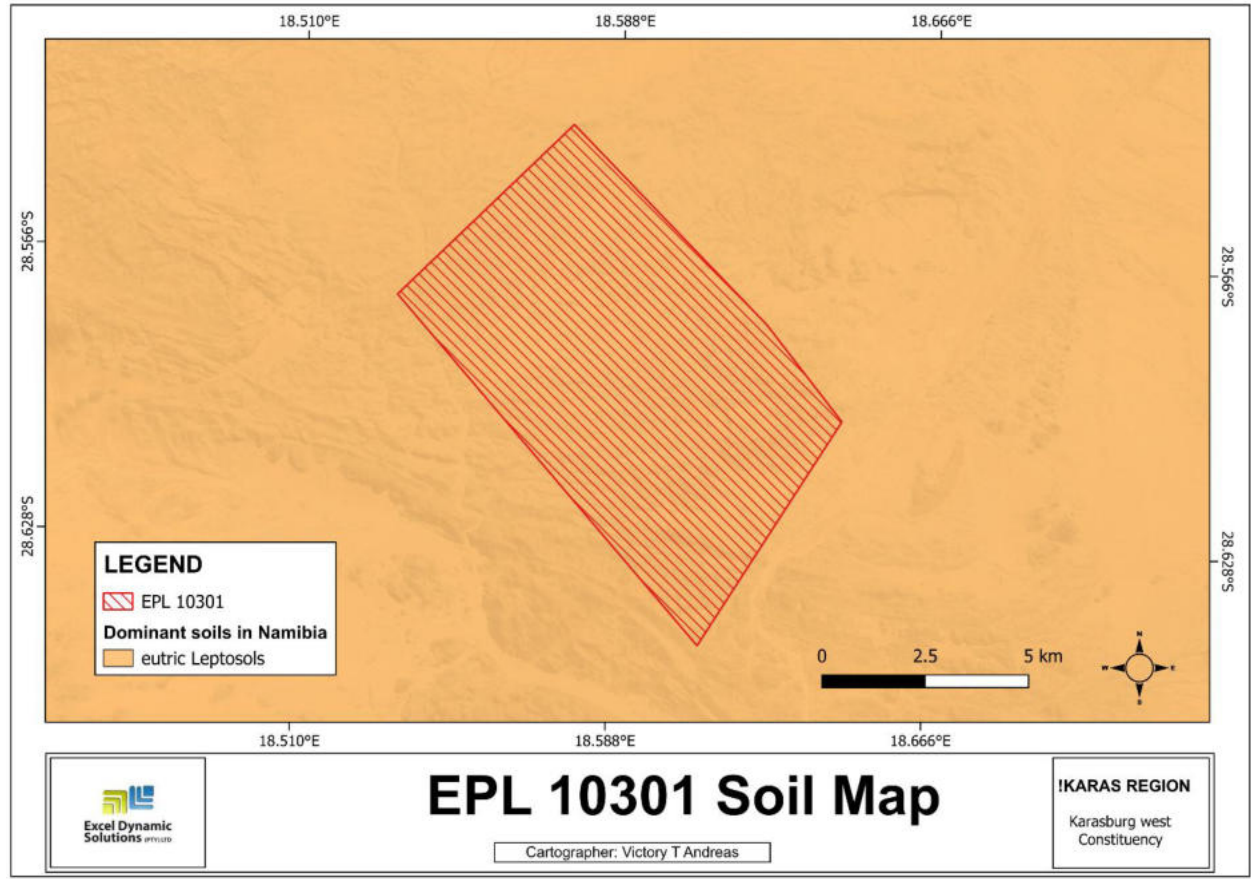 18.510°E 18.588°E 18.666°E
28.566°S
28.566°S
28.628°S
28.628°S
LEGEND
EPL 10301
Dominant soils in Namibia
eutric Leptosols
0 2.5 5 km
N
W E
S
18.510°E 18.588°E 18.666°E
Excel Dynamic
Solutions (PTY) LTD
EPL 10301 Soil Map
Cartographer: Victory T Andreas
!KARAS REGION
Karasburg west
Constituency